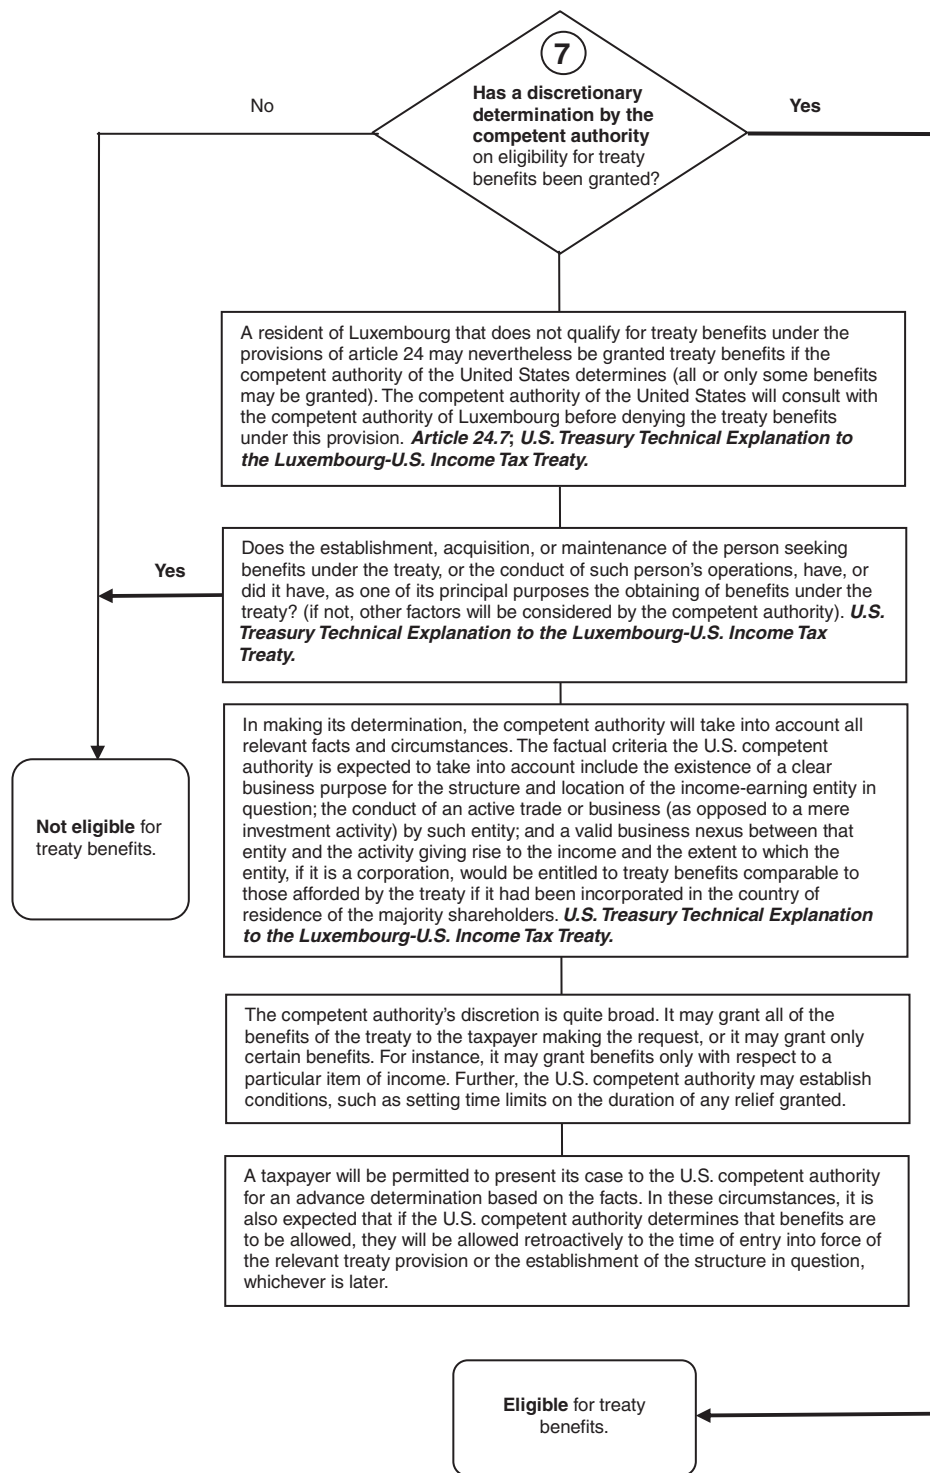 7
Has a discretionary
determination by the
competent authority
on eligibility for treaty
benefits been granted?
No
Yes
A resident of Luxembourg that does not qualify for treaty benefits under the
provisions of article 24 may nevertheless be granted treaty benefits if the
competent authority of the United States determines (all or only some benefits
may be granted). The competent authority of the United States will consult with
the competent authority of Luxembourg before denying the treaty benefits
under this provision. Article 24.7; U.S. Treasury Technical Explanation to
the Luxembourg-U.S. Income Tax Treaty.
Yes
Does the establishment, acquisition, or maintenance of the person seeking
benefits under the treaty, or the conduct of such person's operations, have, or
did it have, as one of its principal purposes the obtaining of benefits under the
treaty? (if not, other factors will be considered by the competent authority). U.S.
Treasury Technical Explanation to the Luxembourg-U.S. Income Tax
Treaty.
In making its determination, the competent authority will take into account all
relevant facts and circumstances. The factual criteria the U.S. competent
authority is expected to take into account include the existence of a clear
business purpose for the structure and location of the income-earning entity in
question; the conduct of an active trade or business (as opposed to a mere
investment activity) by such entity; and a valid business nexus between that
entity and the activity giving rise to the income and the extent to which the
entity, if it is a corporation, would be entitled to treaty benefits comparable to
those afforded by the treaty if it had been incorporated in the country of
residence of the majority shareholders. U.S. Treasury Technical Explanation
to the Luxembourg-U.S. Income Tax Treaty.
Not eligible for
treaty benefits.
The competent authority's discretion is quite broad. It may grant all of the
benefits of the treaty to the taxpayer making the request, or it may grant only
certain benefits. For instance, it may grant benefits only with respect to a
particular item of income. Further, the U.S. competent authority may establish
conditions, such as setting time limits on the duration of any relief granted.
A taxpayer will be permitted to present its case to the U.S. competent authority
for an advance determination based on the facts. In these circumstances, it is
also expected that if the U.S. competent authority determines that benefits are
to be allowed, they will be allowed retroactively to the time of entry into force of
the relevant treaty provision or the establishment of the structure in question,
whichever is later.
Eligible for treaty
benefits.